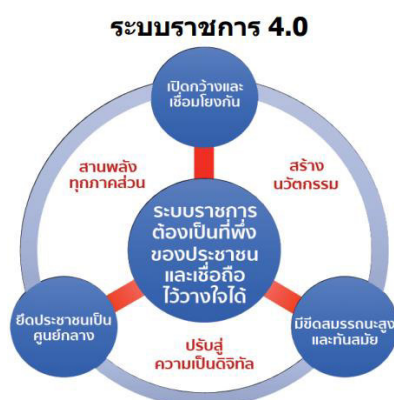 ระบบราชการ 4.0
เปิดกว้างและ
เชื่อมโยงกัน
สานพลัง
ทุกภาคส่วน
สร้าง
นวัตกรรม
ระบบราชการ
ต้องเป็นที่พึ่ง
ของประชาชน
และเชื่อถือ
ไว้วางใจได้
ยึดประชาชนเป็น
ศูนย์กลาง
มีขีดสมรรถนะสูง
และทันสมัย
ปรับสู่
ความเป็นดิจิทัล